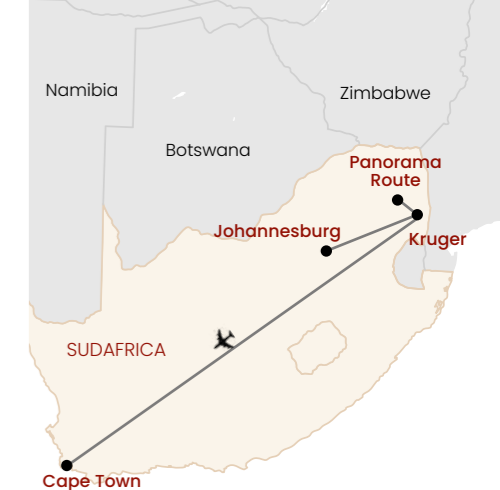 Namibia
Zimbabwe
Botswana
Panorama
Route
Johannesburg
Kruger
SUDAFRICA
Cape Town